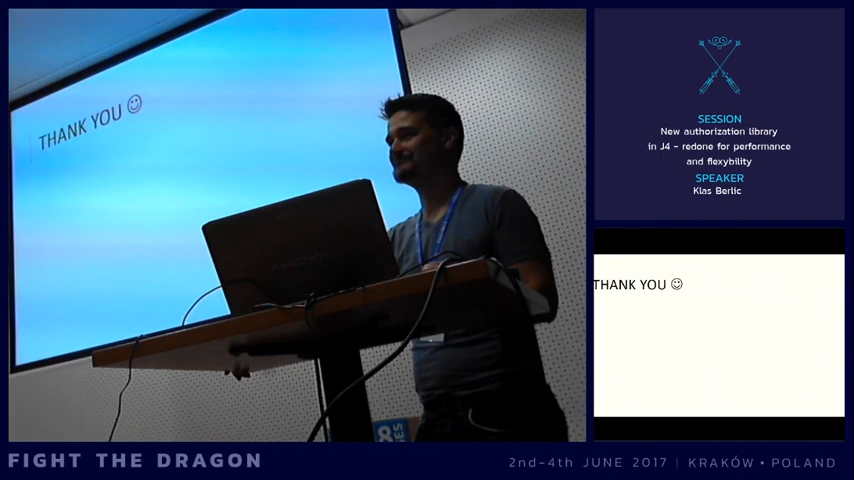 THANK YOU ☺
SESSION
New authorization library
in J4 - redone for performance
and flexybility
SPEAKER
Klas Berlic
THANK YOU ☺
FIGHT THE DRAGON
2nd-4th JUNE 2017 | KRAKÓW • POLAND